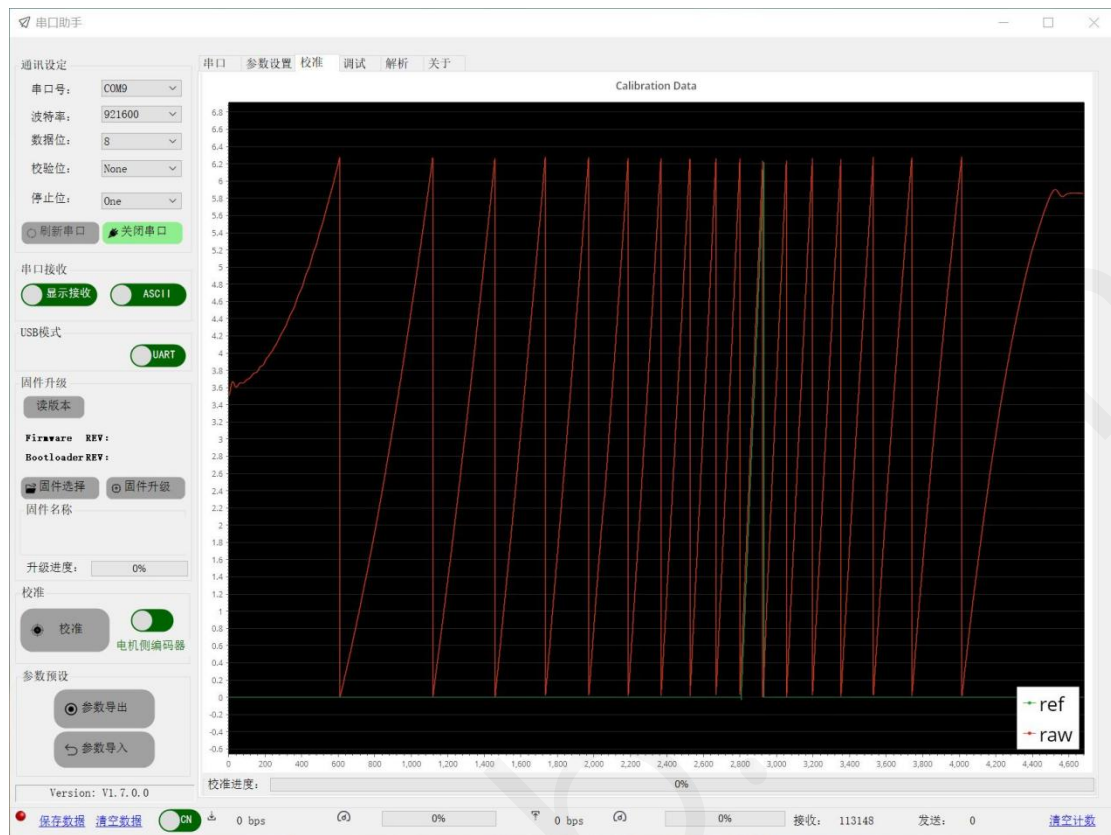 串口助手
通讯设定
串口号： COM9
波特率： 921600
数据位： 8
校验位： None
停止位： One
刷新串口 关闭串口
串口接收
显示接收 ASCII
USB模式
UART
固件升级
读版本
Firmware REV:
Bootloader REV:
固件选择 固件升级
固件名称
升级进度： 0%
校准
校准
电机侧编码器
参数预设
参数导出
参数导入
Version: V1.7.0.0
串口 参数设置 校准 调试 解析 关于
Calibration Data
6.8
6.6
6.4
6.2
6
5.8
5.6
5.4
5.2
5
4.8
4.6
4.4
4.2
4
3.8
3.6
3.4
3.2
3
2.8
2.6
2.4
2.2
2
1.8
1.6
1.4
1.2
1
0.8
0.6
0.4
0.2
0
-0.2
-0.4
-0.6
ref
raw
0 200 400 600 800 1,000 1,200 1,400 1,600 1,800 2,000 2,200 2,400 2,600 2,800 3,000 3,200 3,400 3,600 3,800 4,000 4,200 4,400 4,600
校准进度： 0%
保存数据 清空数据 CN 0 bps 0% 0 bps 0% 接收： 113148 发送： 0 清空计数